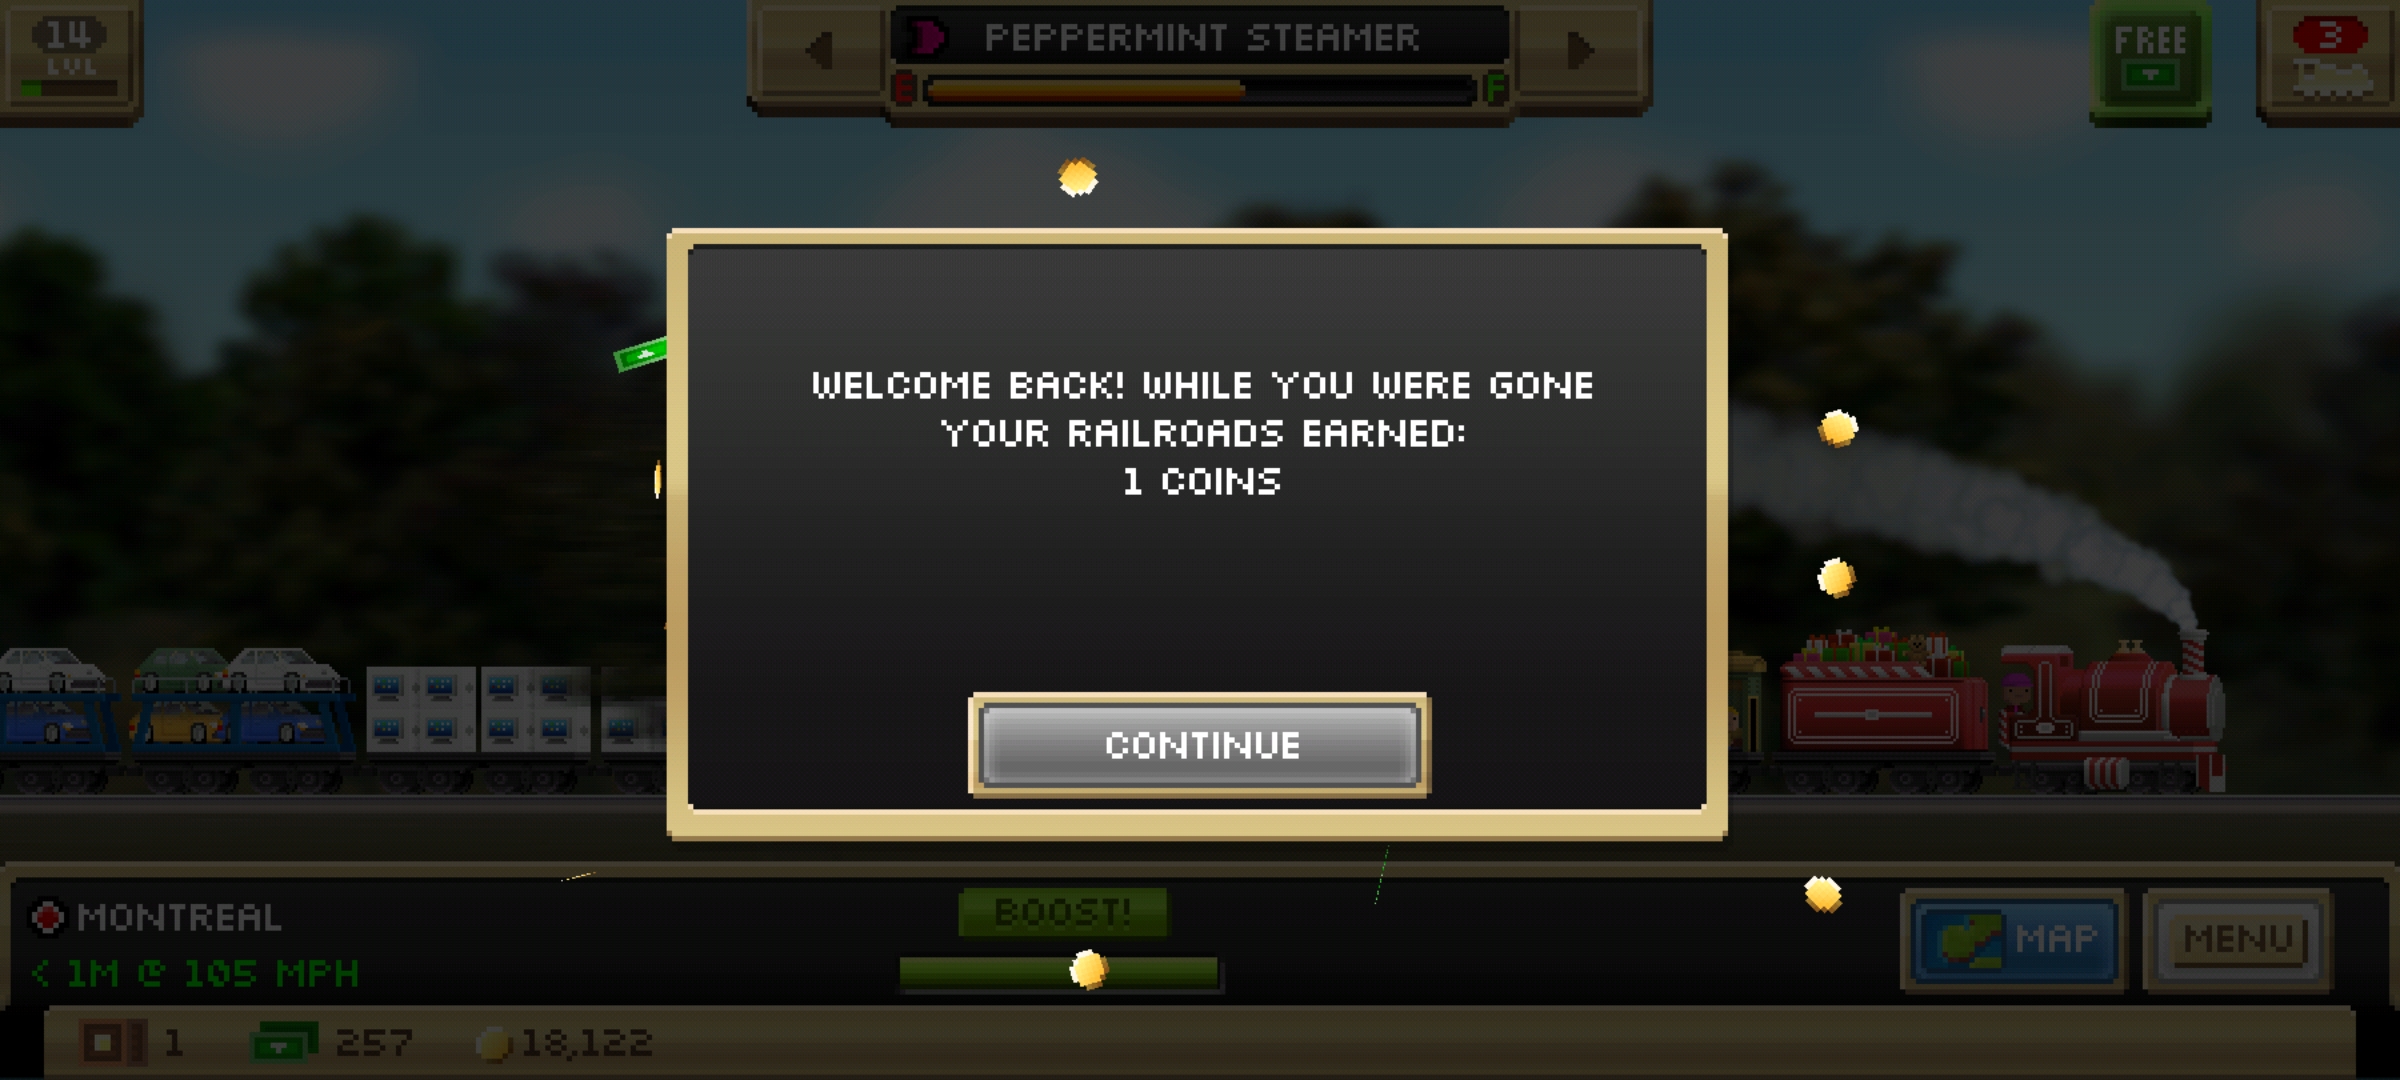 14
LVL
PEPPERMINT STEAMER
E
F
FREE
3
WELCOME BACK! WHILE YOU WERE GONE
YOUR RAILROADS EARNED:
1 COINS
CONTINUE
MONTREAL
< 1M @ 105 MPH
BOOST!
MAP
MENU
1
257
18,122